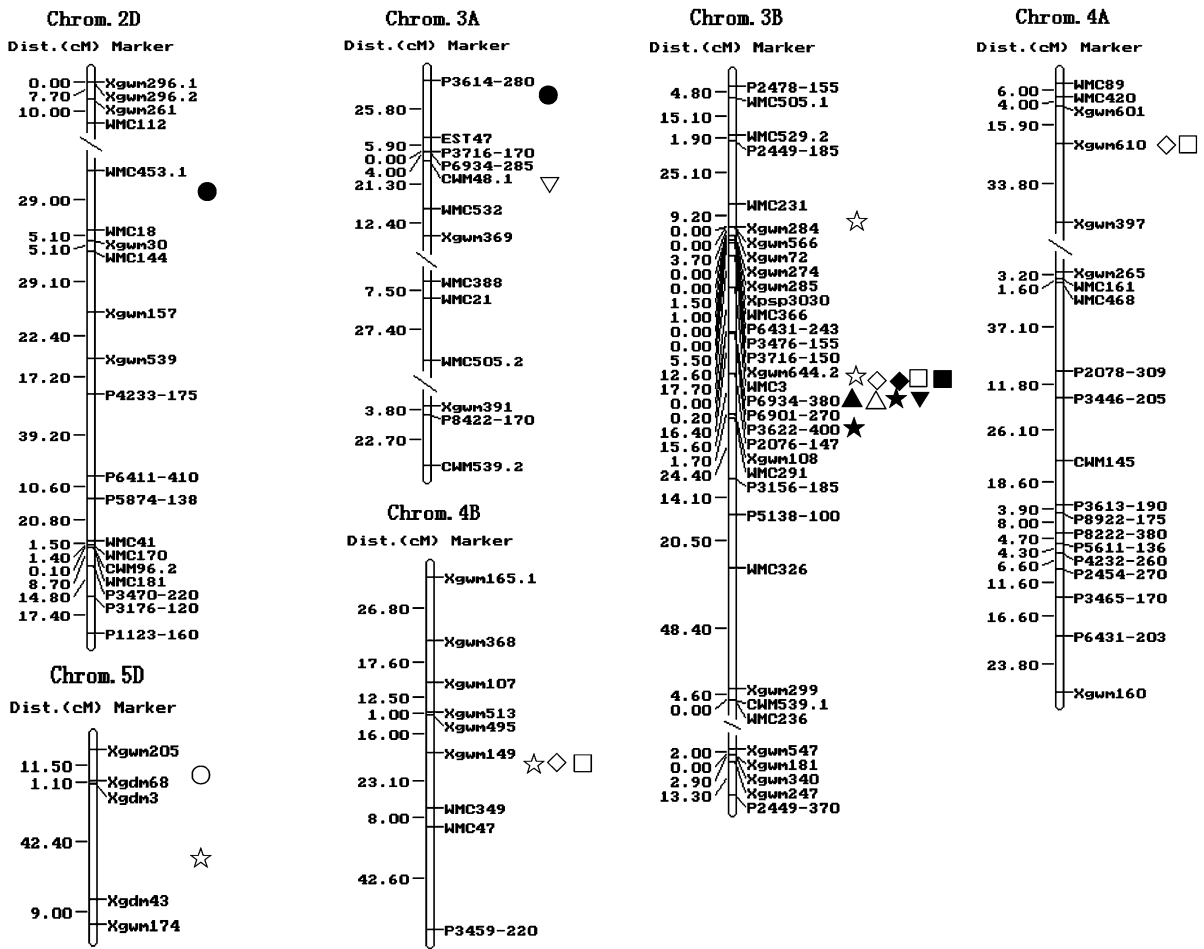 Chrom. 2D
Dist.(cM) Marker
0.00
7.70
10.00
29.00
5.10
5.10
29.10
22.40
17.20
39.20
10.60
20.80
1.50
1.40
0.10
8.70
14.80
17.40
Xgwm296.1
Xgwm296.2
Xgwm261
WMC112
WMC453.1
WMC18
Xgwm30
WMC144
Xgwm157
Xgwm539
P4233-175
P6411-410
P5874-138
WMC41
WMC170
CWM96.2
WMC181
P3470-220
P3176-120
P1123-160
Chrom. 5D
Dist.(cM) Marker
11.50
1.10
42.40
9.00
Xgwm205
Xgdm68
Xgdm3
Xgdm43
Xgwm174
Chrom. 3A
Dist.(cM) Marker
25.80
5.90
0.00
4.00
21.30
12.40
7.50
27.40
3.80
22.70
P3614-280
EST47
P3716-170
P6934-285
CWM48.1
WMC532
Xgwm369
WMC388
WMC21
WMC505.2
Xgwm391
P8422-170
CWM539.2
Chrom. 4B
Dist.(cM) Marker
26.80
17.60
12.50
1.00
16.00
23.10
8.00
42.60
Xgwm165.1
Xgwm368
Xgwm107
Xgwm513
Xgwm495
Xgwm149
WMC349
WMC47
P3459-220
Chrom. 3B
Dist.(cM) Marker
4.80
15.10
1.90
25.10
9.20
0.00
0.00
3.70
0.00
0.00
1.50
1.00
0.00
0.00
5.50
12.60
17.70
0.00
0.20
16.40
15.60
1.70
24.40
14.10
20.50
48.40
4.60
0.00
2.00
0.00
2.90
13.30
P2478-155
WMC505.1
WMC529.2
P2449-185
WMC231
Xgwm284
Xgwm566
Xgwm72
Xgwm274
Xgwm285
Xpsp3030
WMC366
P6431-243
P3476-155
P3716-150
Xgwm644.2
WMC3
P6934-380
P6901-270
P3622-400
P2076-147
Xgwm108
WMC291
P3156-185
P5138-100
WMC326
Xgwm299
CWM539.1
WMC236
Xgwm547
Xgwm181
Xgwm340
Xgwm247
P2449-370
Chrom. 4A
Dist.(cM) Marker
6.00
4.00
15.90
33.80
3.20
1.60
37.10
11.80
26.10
18.60
3.90
8.00
4.70
4.30
6.60
11.60
16.60
23.80
WMC89
WMC420
Xgwm601
Xgwm610
Xgwm397
Xgwm265
WMC161
WMC468
P2078-309
P3446-205
CWM145
P3613-190
P8922-175
P8222-380
P5611-136
P4232-260
P2454-270
P3465-170
P6431-203
Xgwm160